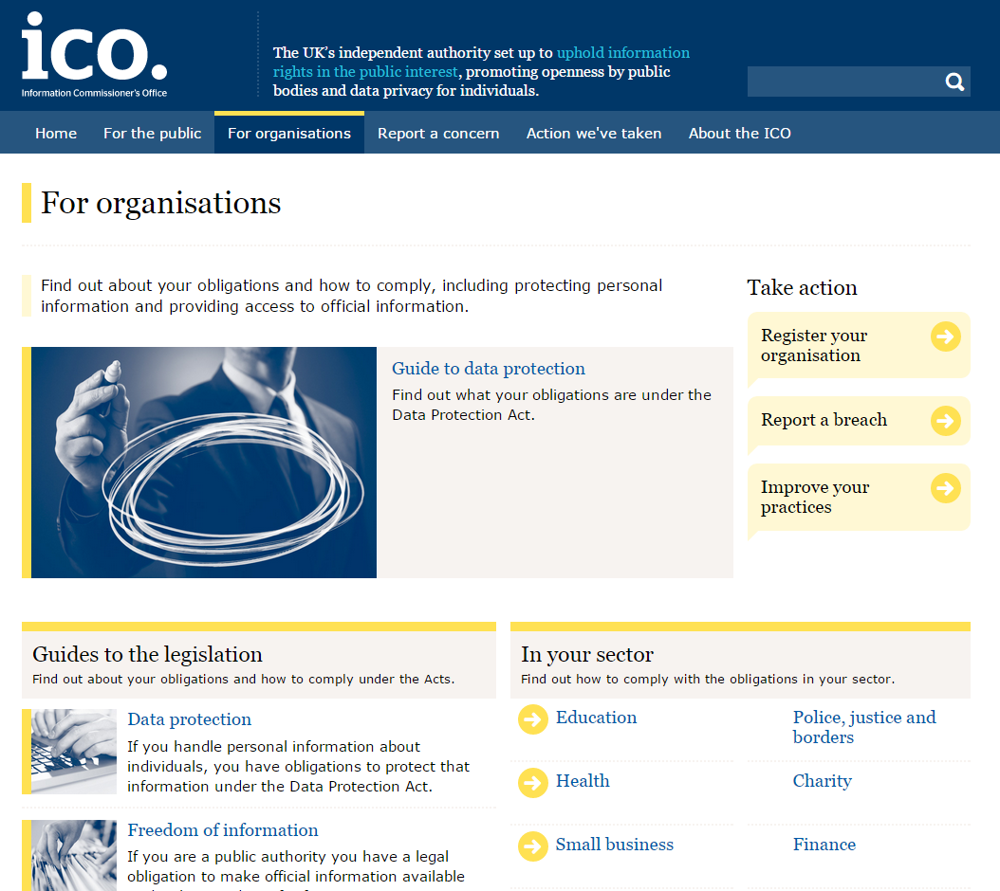 ico.
Information Commissioner's Office
The UK's independent authority set up to uphold information
rights in the public interest, promoting openness by public
bodies and data privacy for individuals.
Home
For the public
For organisations
Report a concern
Action we've taken
About the ICO
For organisations
Find out about your obligations and how to comply, including protecting personal
information and providing access to official information.
Guide to data protection
Find out what your obligations are under the
Data Protection Act.
Take action
Register your
organisation
Report a breach
Improve your
practices
Guides to the legislation
Find out about your obligations and how to comply under the Acts.
Data protection
If you handle personal information about
individuals, you have obligations to protect that
information under the Data Protection Act.
Freedom of information
If you are a public authority you have a legal
obligation to make official information available
In your sector
Find out how to comply with the obligations in your sector.
Education
Police, justice and
borders
Health
Charity
Small business
Finance